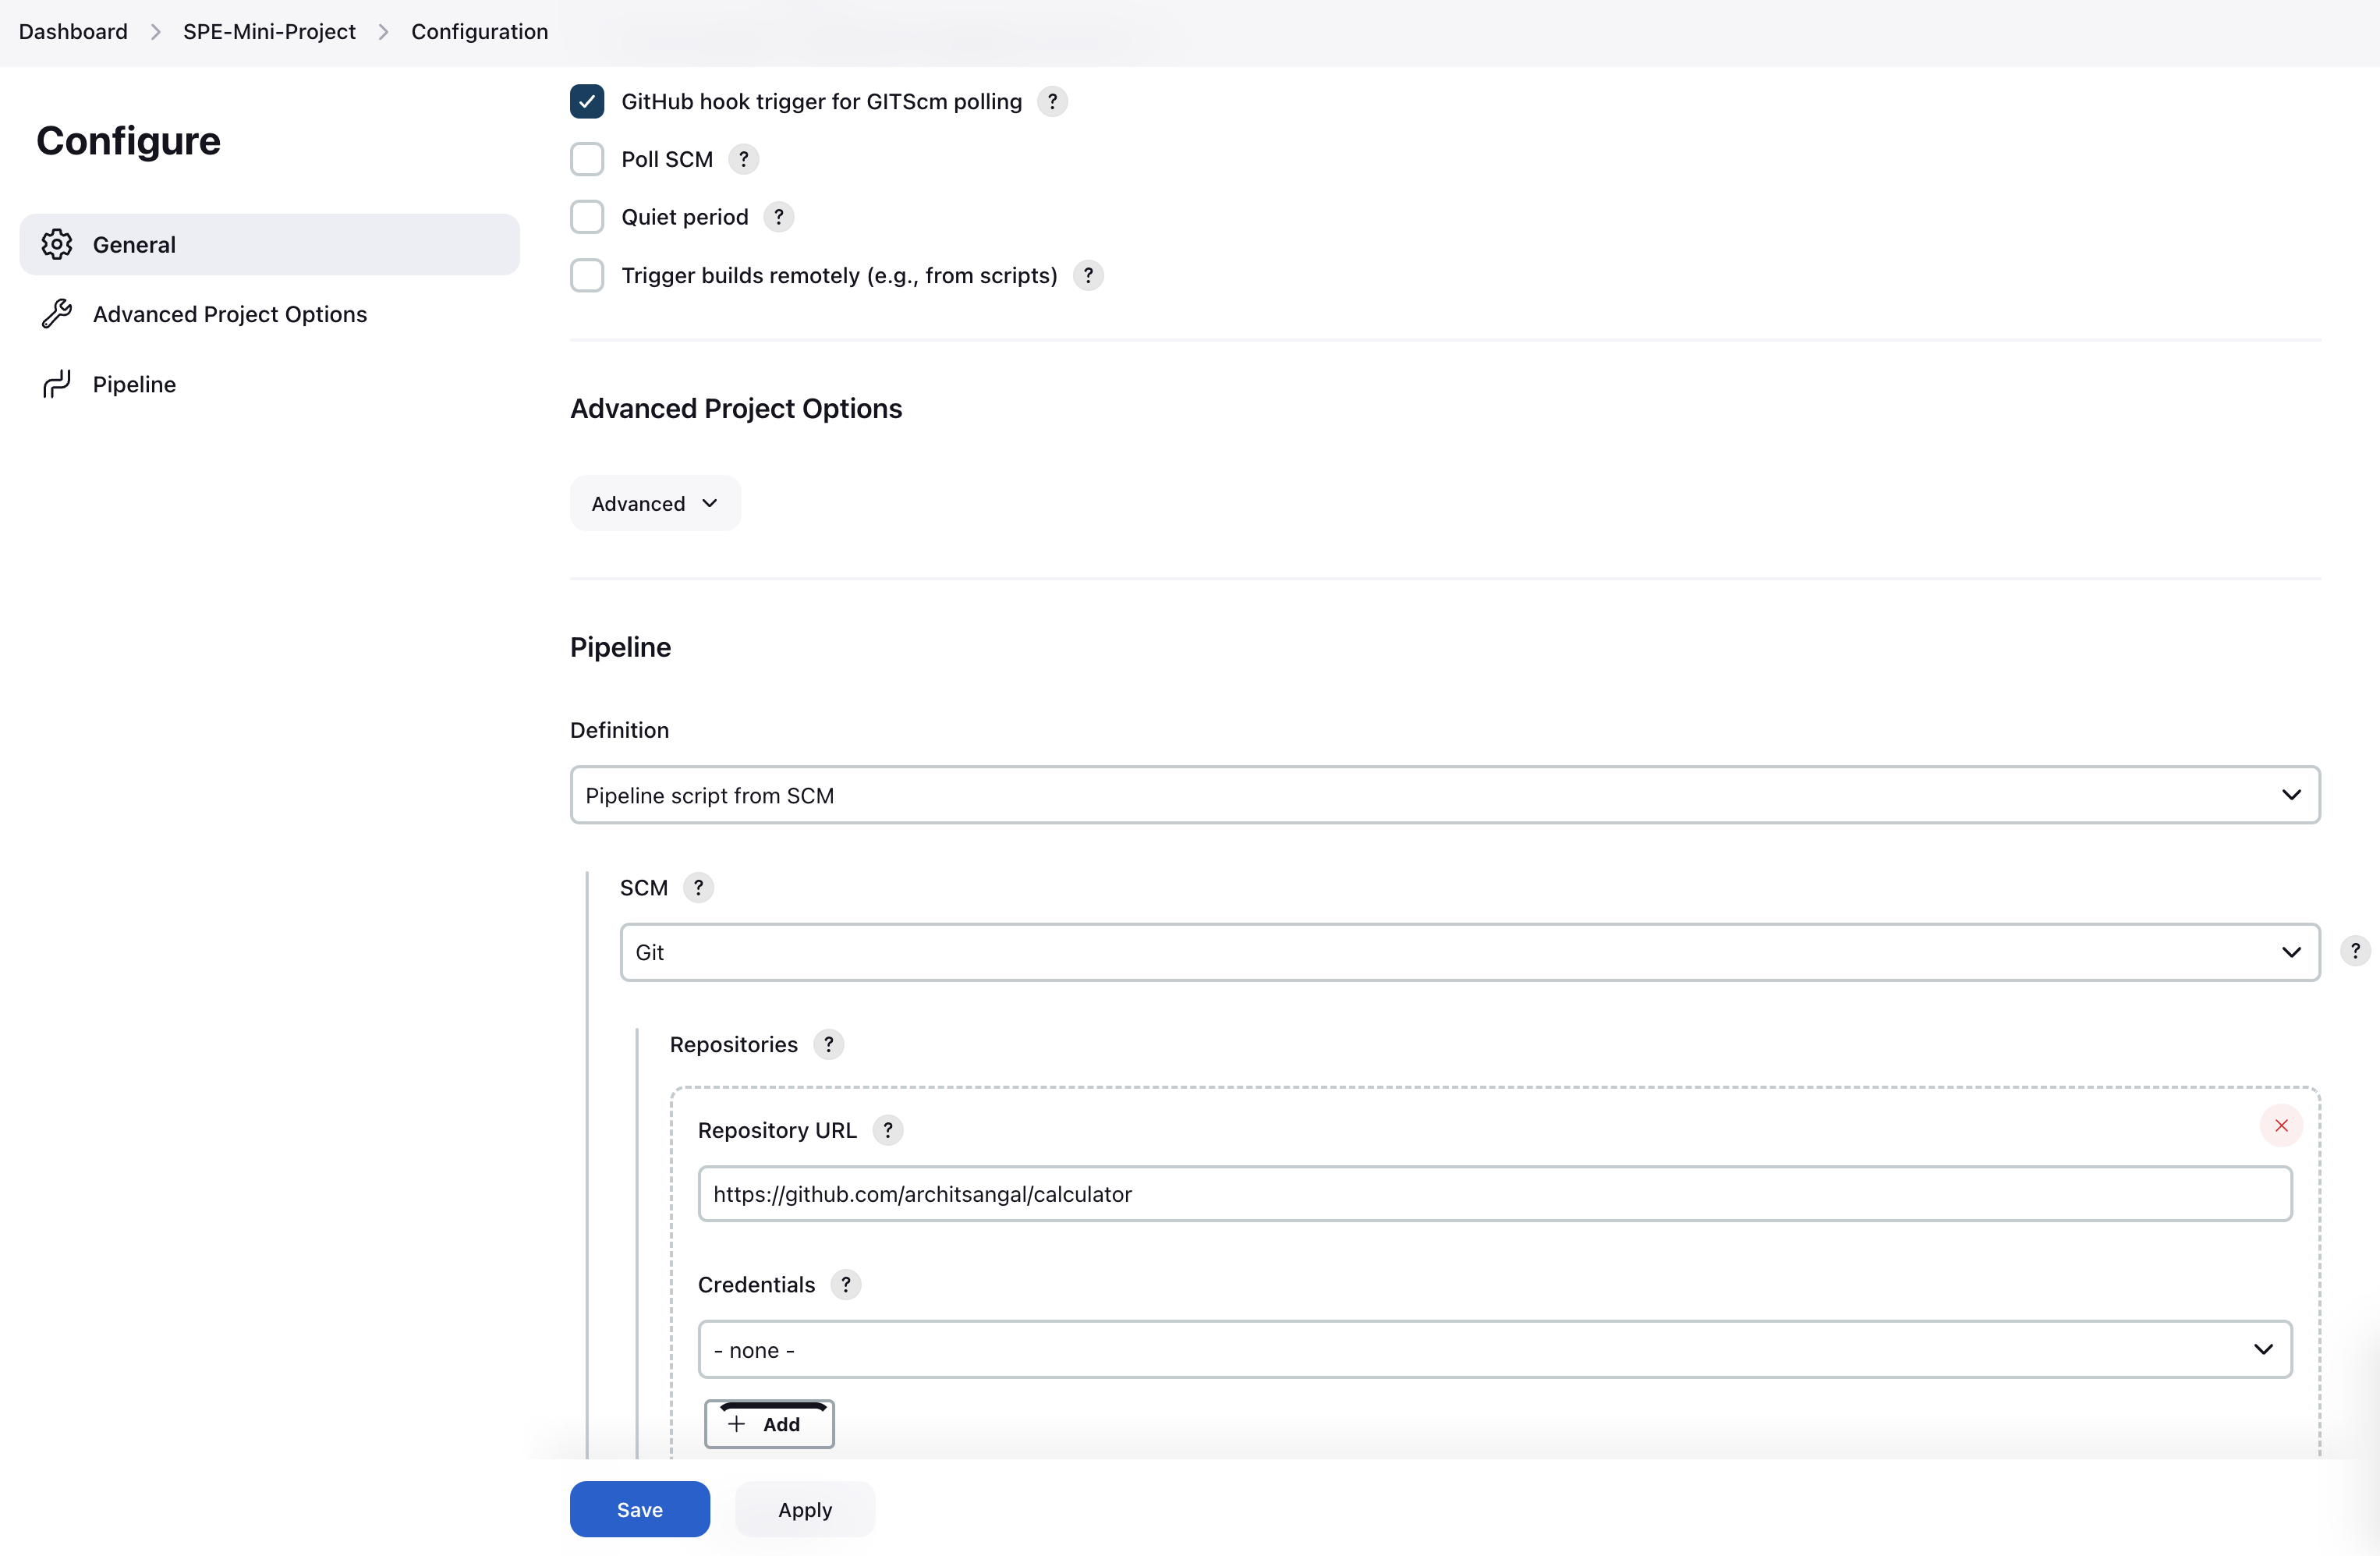 Dashboard > SPE-Mini-Project > Configuration
Configure
General
Advanced Project Options
Pipeline
GitHub hook trigger for GITScm polling ?
Poll SCM ?
Quiet period ?
Trigger builds remotely (e.g., from scripts) ?
Advanced Project Options
Advanced
Pipeline
Definition
Pipeline script from SCM
SCM ?
Git
?
Repositories ?
Repository URL ?
https://github.com/architsangal/calculator
Credentials ?
- none -
+ Add
Save
Apply